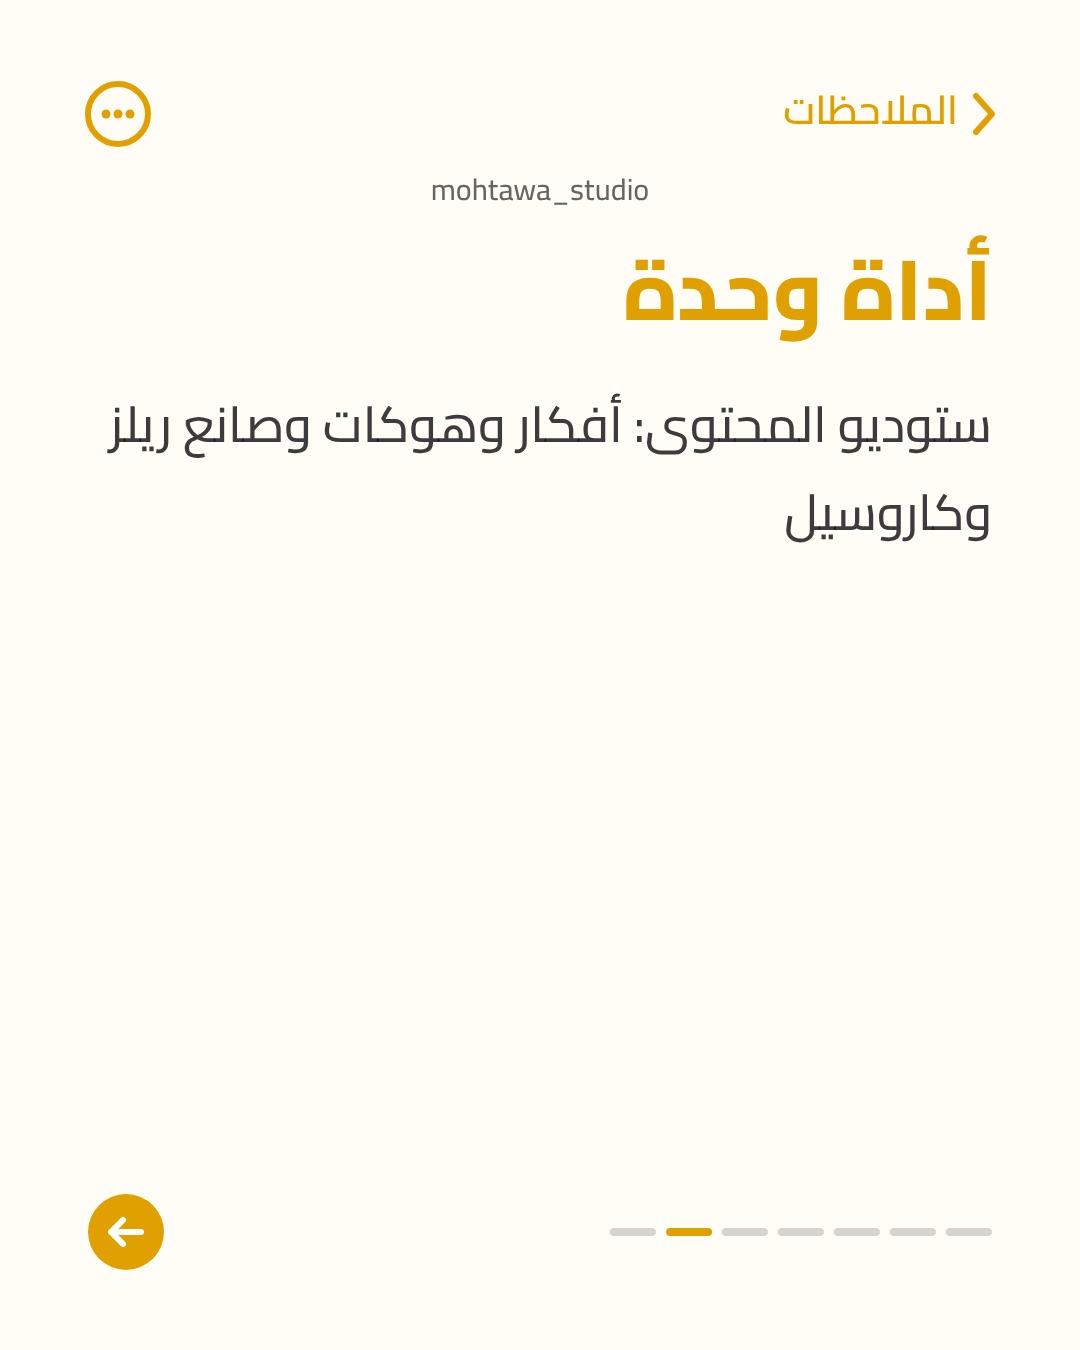 الملاحظات
mohtawa_studio
أداة وحدة
ستوديو المحتوى: أفكار وهوكات وصانع ريلز
وكاروسيل